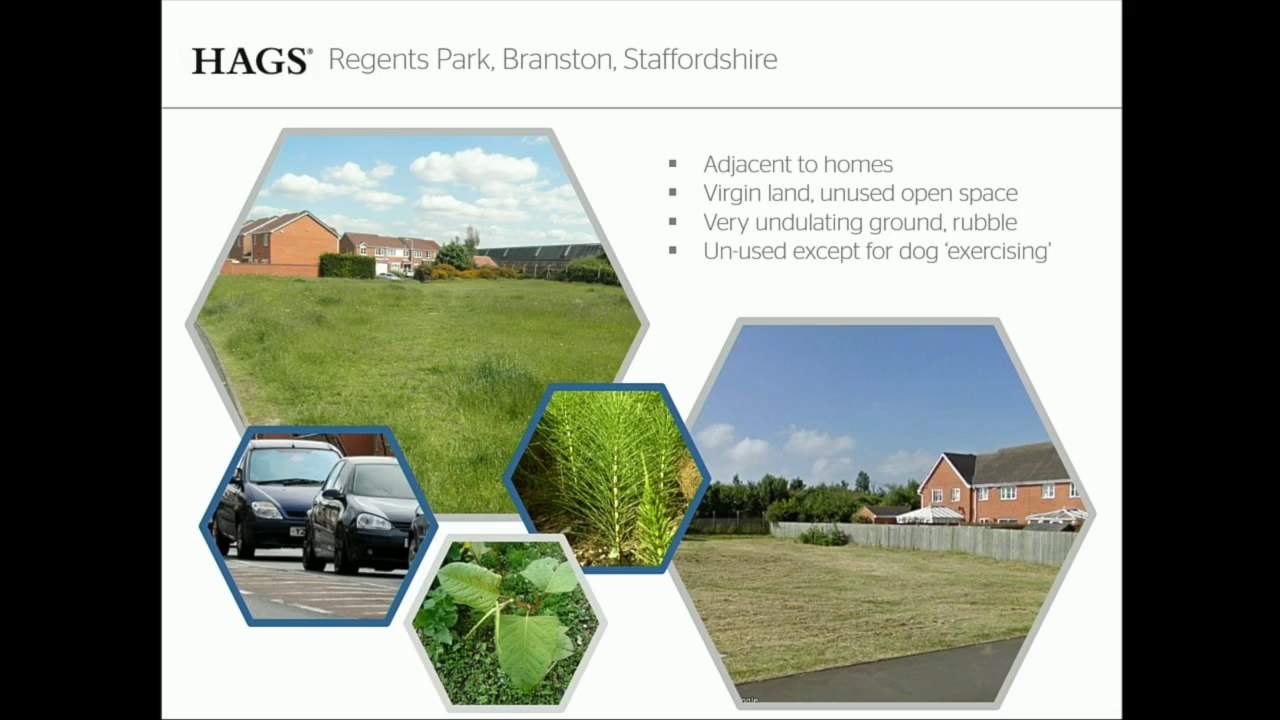 HAGS® Regents Park, Branston, Staffordshire
▪ Adjacent to homes
▪ Virgin land, unused open space
▪ Very undulating ground, rubble
▪ Un-used except for dog ‘exercising’